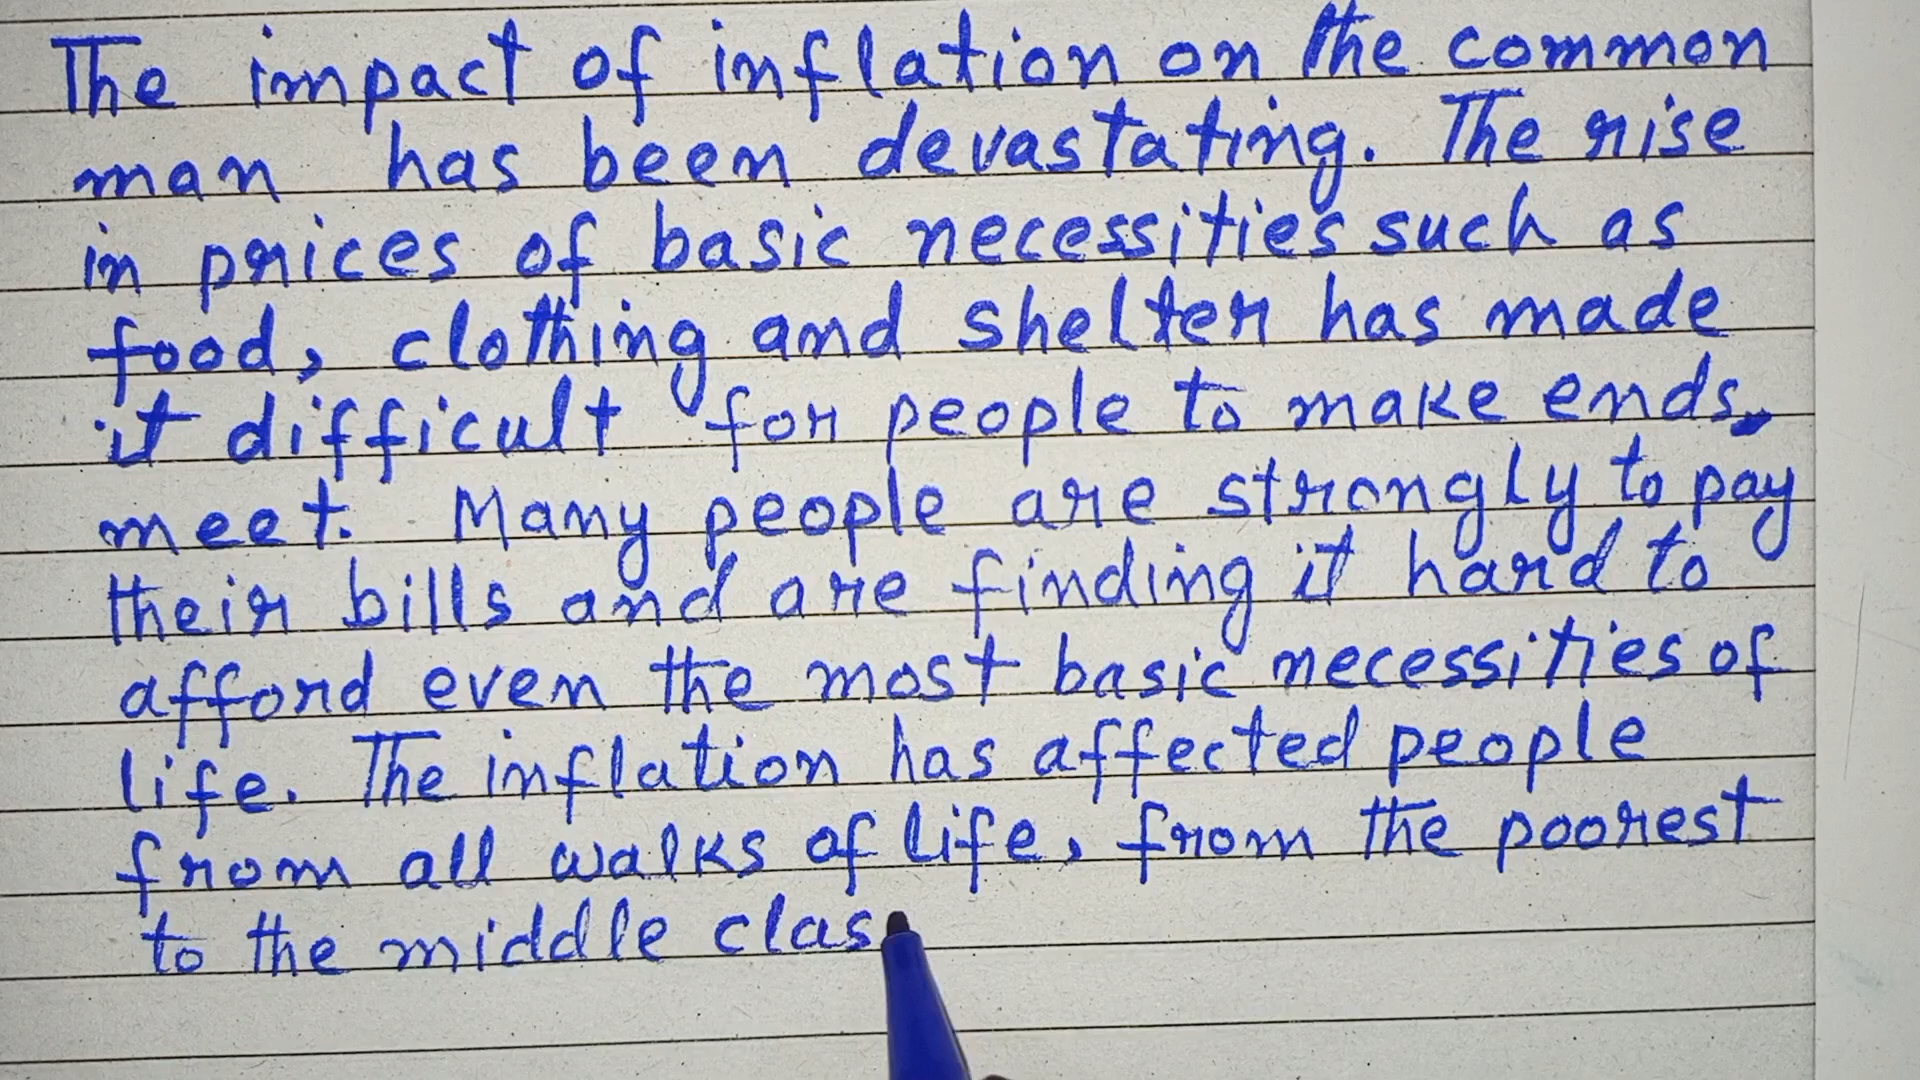 The impact of inflation on the common
man has been devastating. The rise
in prices of basic necessities such as
food, clothing and shelter has made
it difficult for people to make ends
meet. Many people are strongly to pay
their bills and are finding it hard to
afford even the most basic necessities of
life. The inflation has affected people
from all walks of life, from the poorest
to the middle clas